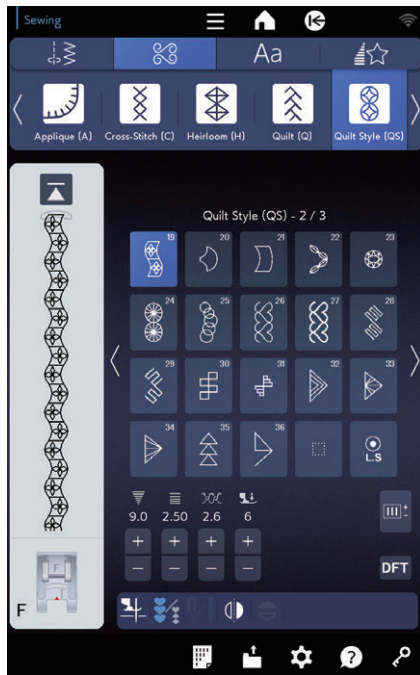 Sewing
Aa
Applique (A) Cross-Stitch (C) Heirloom (H) Quilt (Q) Quilt Style (QS)
Quilt Style (QS) - 2 / 3
19 20 21 22 23
24 25 26 27 28
29 30 31 32 33
34 35 36 L.S
9.0 2.50 2.6 6
+ + + +
− − − −
DFT
F
F
?